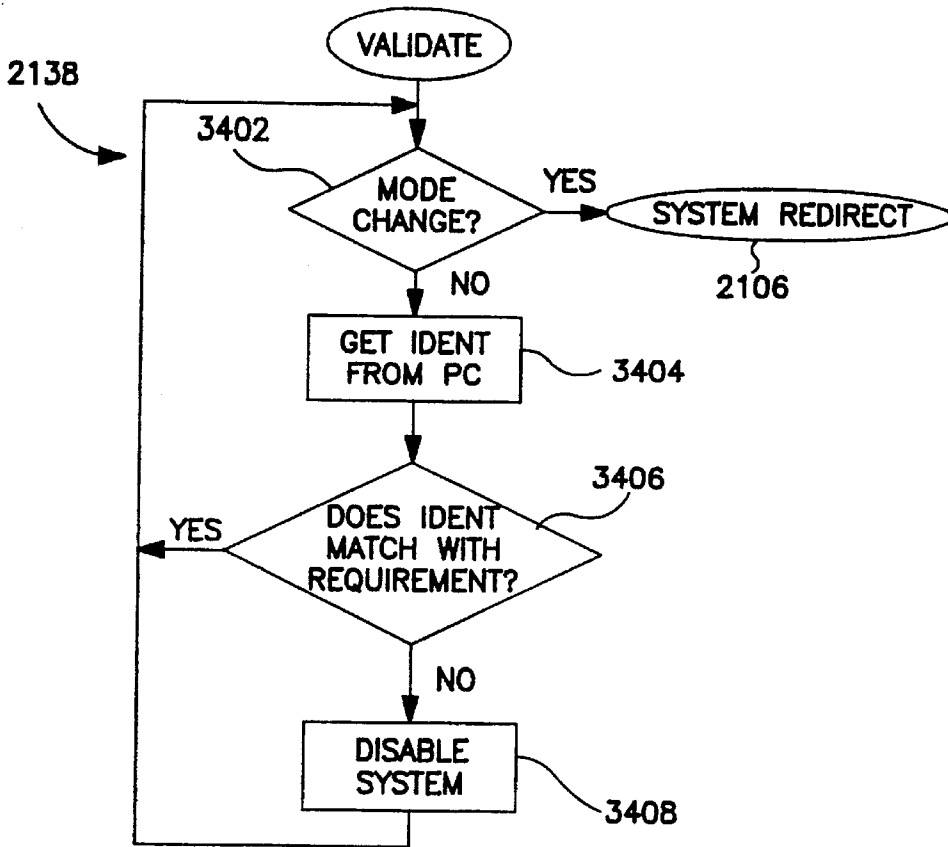 VALIDATE
2138
3402
MODE
CHANGE?
YES
SYSTEM REDIRECT
2106
NO
GET IDENT
FROM PC
3404
3406
DOES IDENT
MATCH WITH
REQUIREMENT?
YES
NO
DISABLE
SYSTEM
3408